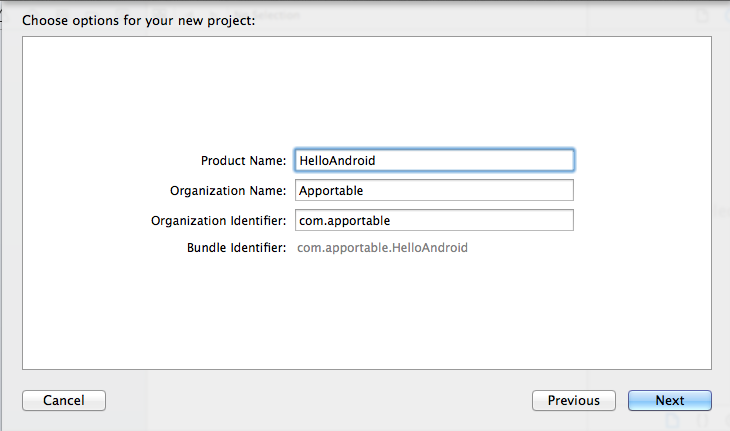 Choose options for your new project:
Product Name: HelloAndroid
Organization Name: Apportable
Organization Identifier: com.apportable
Bundle Identifier: com.apportable.HelloAndroid
Cancel Previous Next